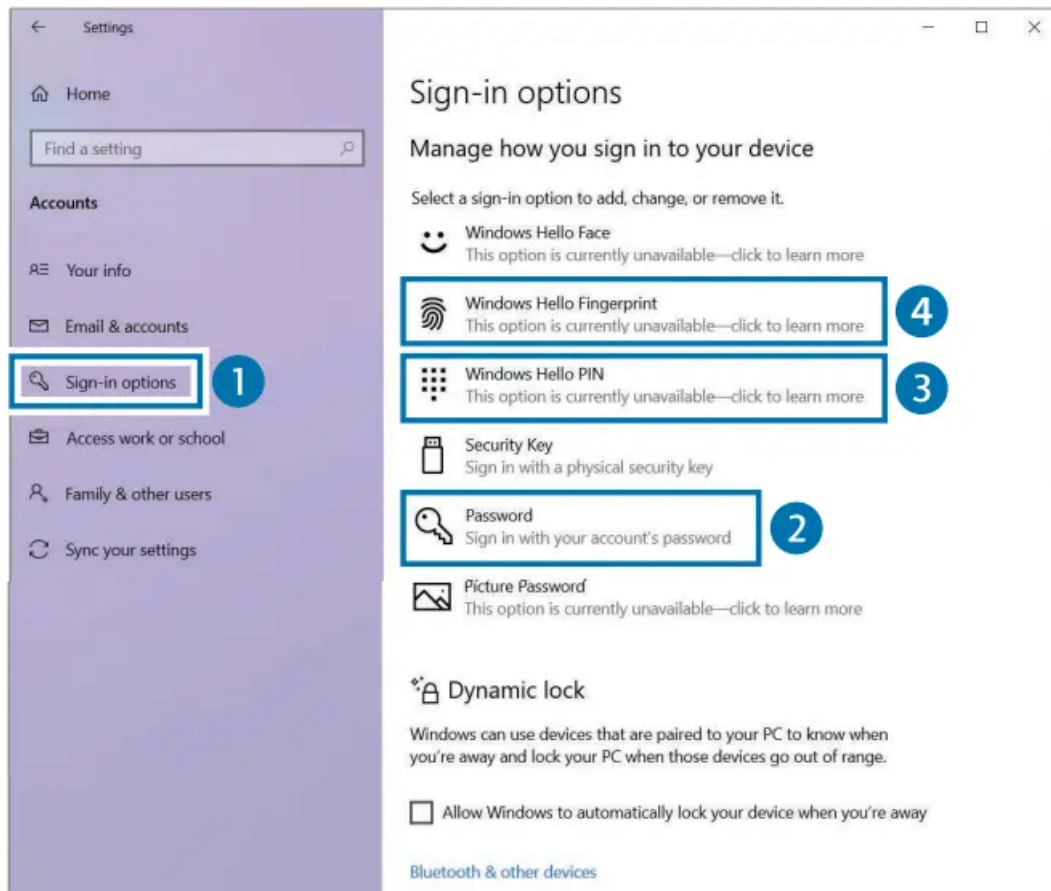 Settings
Home
Find a setting
Accounts
Your info
Email & accounts
Sign-in options
1
Access work or school
Family & other users
Sync your settings
Sign-in options
Manage how you sign in to your device
Select a sign-in option to add, change, or remove it.
Windows Hello Face
This option is currently unavailable—click to learn more
Windows Hello Fingerprint
This option is currently unavailable—click to learn more
4
Windows Hello PIN
This option is currently unavailable—click to learn more
3
Security Key
Sign in with a physical security key
Password
Sign in with your account's password
2
Picture Password
This option is currently unavailable—click to learn more
Dynamic lock
Windows can use devices that are paired to your PC to know when
you're away and lock your PC when those devices go out of range.
Allow Windows to automatically lock your device when you're away
Bluetooth & other devices